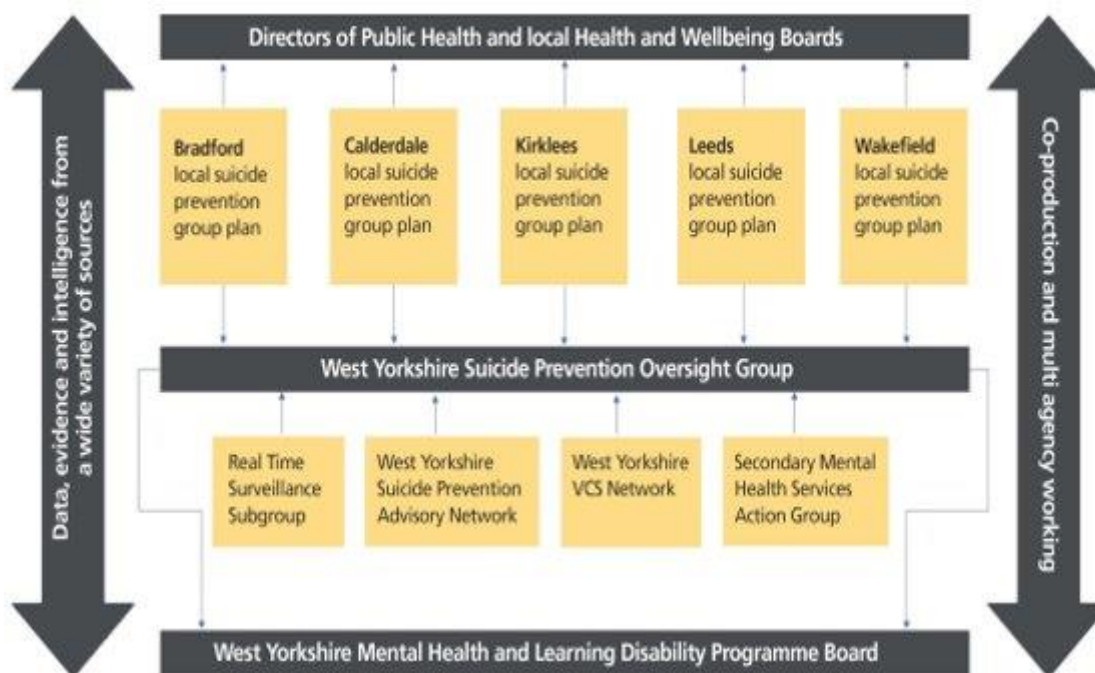 Directors of Public Health and local Health and Wellbeing Boards
Data, evidence and intelligence from
a wide variety of sources
Bradford
local suicide
prevention
group plan
Calderdale
local suicide
prevention
group plan
Kirklees
local suicide
prevention
group plan
Leeds
local suicide
prevention
group plan
Wakefield
local suicide
prevention
group plan
Co-production and multi agency working
West Yorkshire Suicide Prevention Oversight Group
Real Time
Surveillance
Subgroup
West Yorkshire
Suicide Prevention
Advisory Network
West Yorkshire
VCS Network
Secondary Mental
Health Services
Action Group
West Yorkshire Mental Health and Learning Disability Programme Board